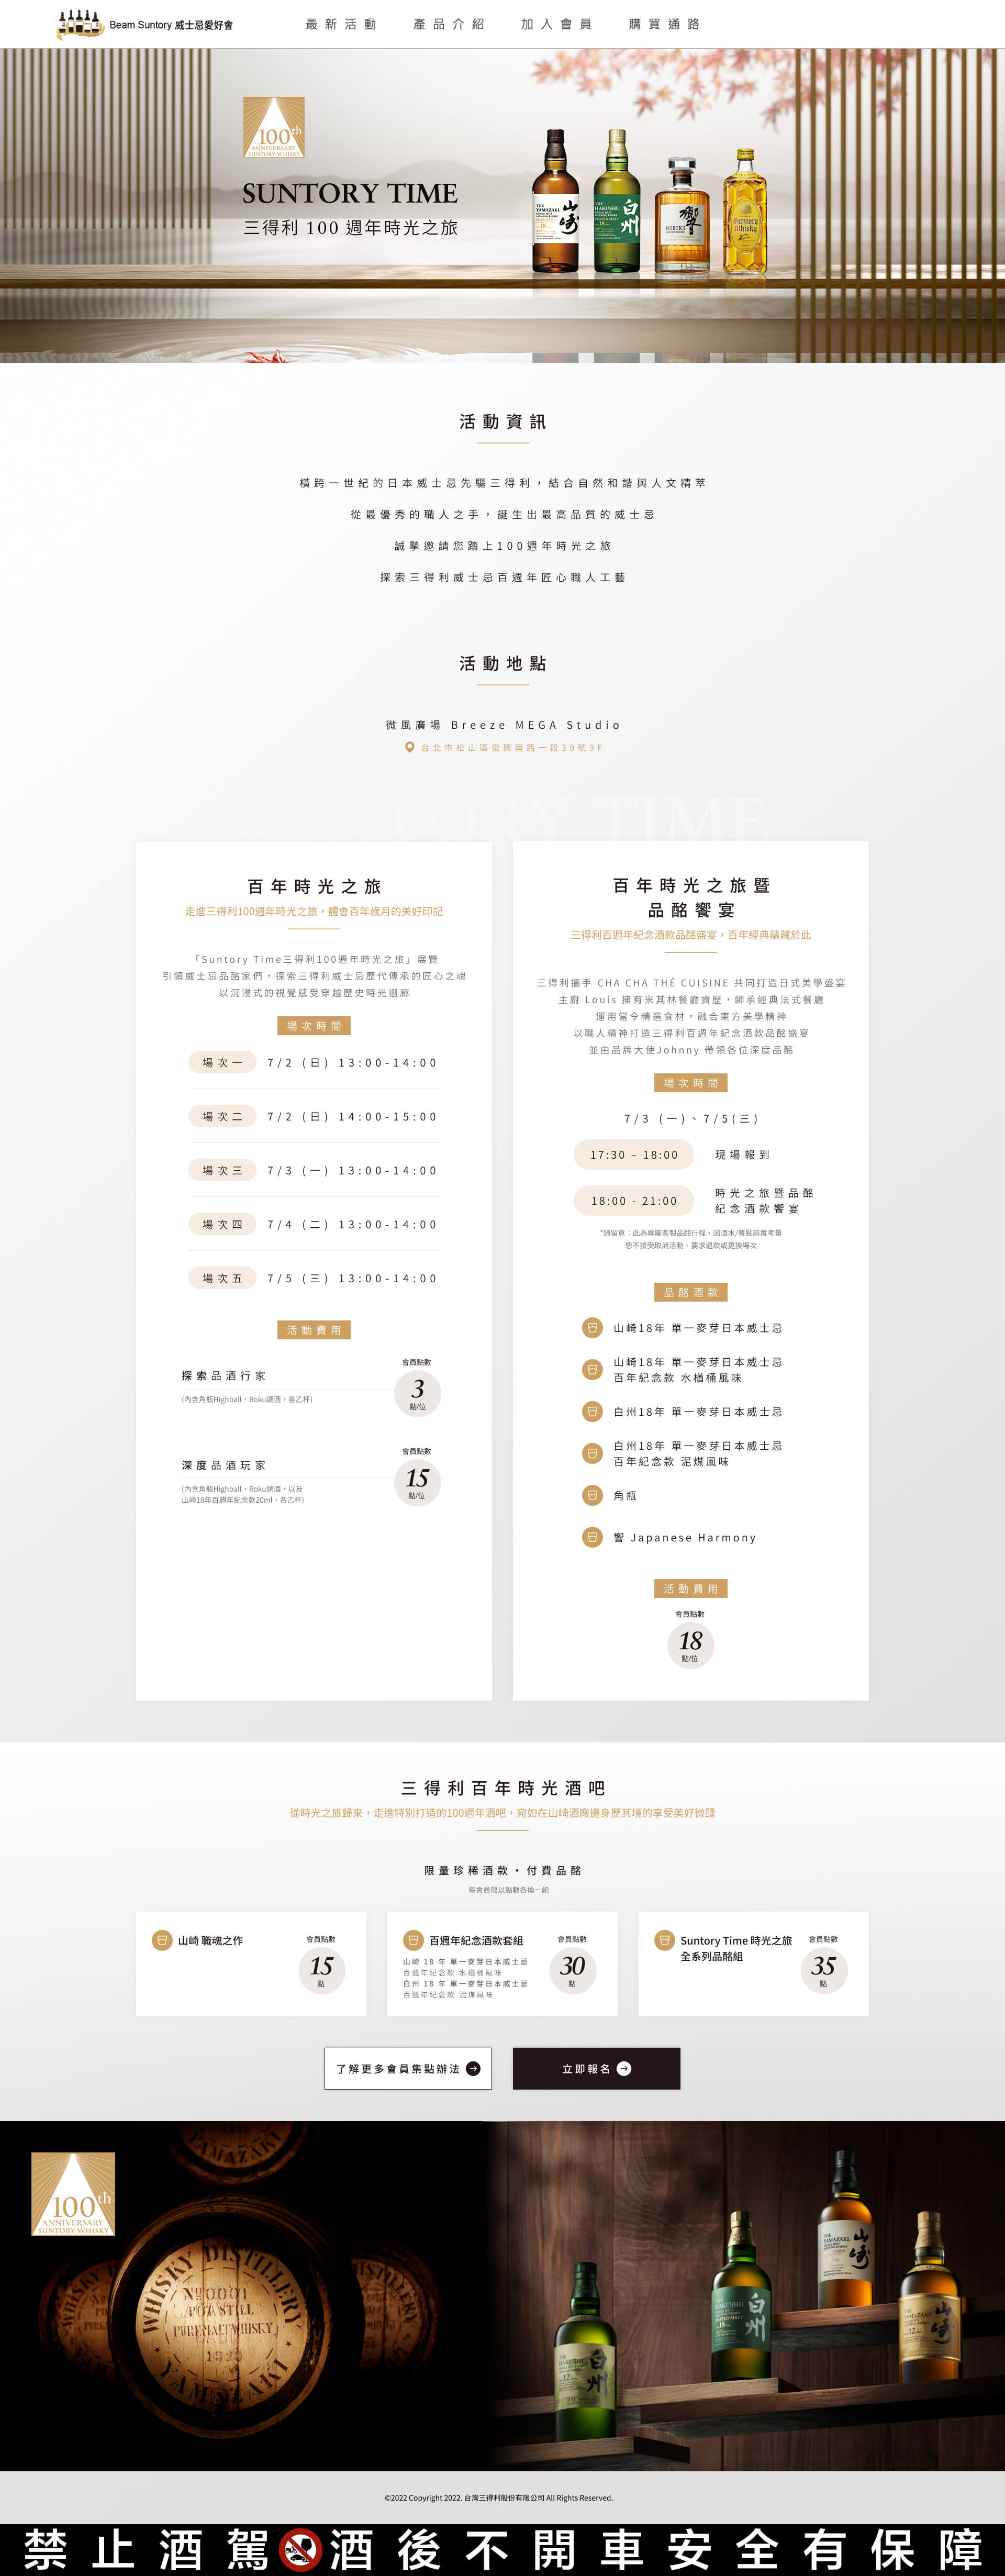 Beam Suntory 威士忌愛好會
最新活動
產品介紹
加入會員
購買通路
100th
ANNIVERSARY
SUNTORY WHISKY
SUNTORY TIME
三得利 100 週年時光之旅
THE
YAMAZAKI
山崎
THE
HAKUSHU
白州
響
HIBIKI
Suntory
Whisky
活動資訊
橫跨一世紀的日本威士忌先驅三得利，結合自然和諧與人文精萃
從最優秀的職人之手，誕生出最高品質的威士忌
誠摯邀請您踏上100週年時光之旅
探索三得利威士忌百週年匠心職人工藝
活動地點
微風廣場 Breeze MEGA Studio
台北市松山區復興南路一段39號9F
SUNTORY TIME
百年時光之旅
走進三得利100週年時光之旅，體會百年歲月的美好印記
「Suntory Time三得利100週年時光之旅」展覽
引領威士忌品酩家們，探索三得利威士忌歷代傳承的匠心之魂
以沉浸式的視覺感受穿越歷史時光迴廊
場次時間
場次一 7/2 (日) 13:00-14:00
場次二 7/2 (日) 14:00-15:00
場次三 7/3 (一) 13:00-14:00
場次四 7/4 (二) 13:00-14:00
場次五 7/5 (三) 13:00-14:00
活動費用
會員點數
探索品酒行家
3
點/位
(內含角瓶Highball、Roku調酒，各乙杯)
會員點數
深度品酒玩家
15
點/位
(內含角瓶Highball、Roku調酒，以及
山崎18年百週年紀念款20ml，各乙杯)
百年時光之旅暨
品酩饗宴
三得利百週年紀念酒款品酩盛宴，百年經典蘊藏於此
三得利攜手 CHA CHA THÉ CUISINE 共同打造日式美學盛宴
主廚 Louis 擁有米其林餐廳資歷，師承經典法式餐廳
運用當令精選食材，融合東方美學精神
以職人精神打造三得利百週年紀念酒款品酩盛宴
並由品牌大使Johnny 帶領各位深度品酩
場次時間
7/3 (一)、7/5(三)
17:30 – 18:00 現場報到
18:00 - 21:00 時光之旅暨品酩
紀念酒款饗宴
*請留意：此為專屬客製品酩行程，因酒水/餐點前置考量
恕不接受取消活動、要求退款或更換場次
品酩酒款
山崎18年 單一麥芽日本威士忌
山崎18年 單一麥芽日本威士忌
百年紀念款 水楢桶風味
白州18年 單一麥芽日本威士忌
白州18年 單一麥芽日本威士忌
百年紀念款 泥煤風味
角瓶
響 Japanese Harmony
活動費用
會員點數
18
點/位
三得利百年時光酒吧
從時光之旅歸來，走進特別打造的100週年酒吧，宛如在山崎酒廠邊身歷其境的享受美好微醺
限量珍稀酒款・付費品酩
每會員限以點數各換一組
山崎 職魂之作
會員點數
15
點
百週年紀念酒款套組
山崎 18 年 單一麥芽日本威士忌
百週年紀念款 水楢桶風味
白州 18 年 單一麥芽日本威士忌
百週年紀念款 泥煤風味
會員點數
30
點
Suntory Time 時光之旅
全系列品酩組
會員點數
35
點
了解更多會員集點辦法
立即報名
100th
ANNIVERSARY
SUNTORY WHISKY
WHISKY DISTILLERY
No 0001
POT STILL
PURE MALT WHISKY
YAMAZAKI
白州
THE
HAKUSHU
白州
THE
YAMAZAKI
山崎
YAMAZAKI
山崎
©2022 Copyright 2022. 台灣三得利股份有限公司 All Rights Reserved.
禁止酒駕 酒後不開車安全有保障